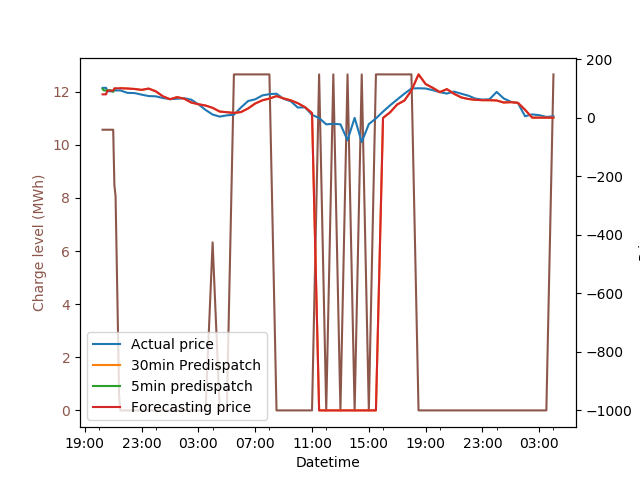 12
10
8
6
4
2
0
Charge level (MWh)
200
0
−200
−400
−600
−800
−1000
Actual price
30min Predispatch
5min predispatch
Forecasting price
19:00 23:00 03:00 07:00 11:00 15:00 19:00 23:00 03:00
Datetime